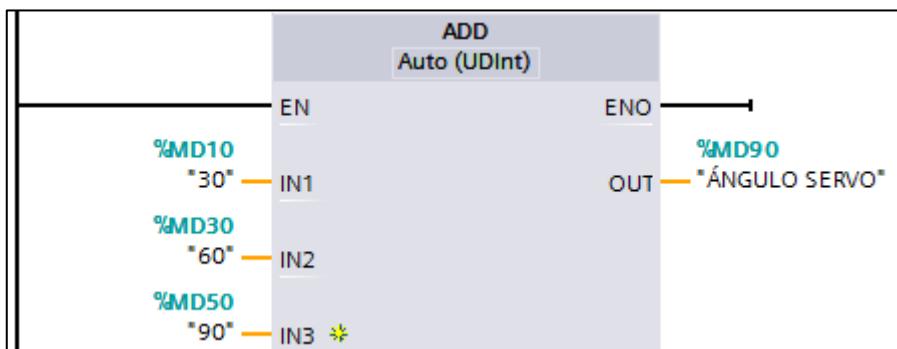 ADD
Auto (UDInt)
EN ENO
%MD10 %MD90
"30" IN1 OUT "ÁNGULO SERVO"
%MD30
"60" IN2
%MD50
"90" IN3